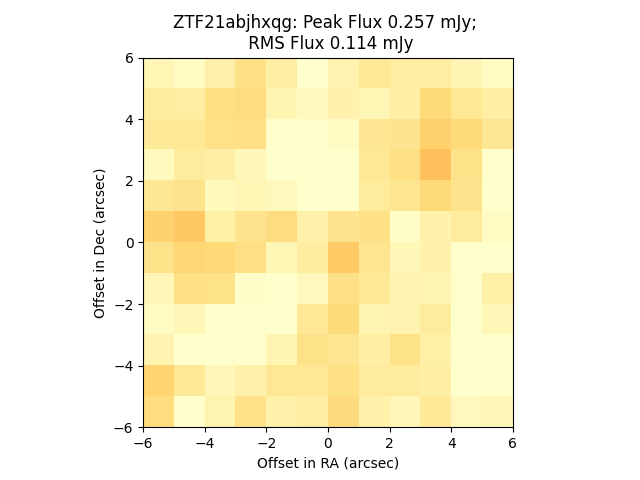 ZTF21abjhxqg: Peak Flux 0.257 mJy;
RMS Flux 0.114 mJy
6
4
2
0
−2
−4
−6
Offset in Dec (arcsec)
−6 −4 −2 0 2 4 6
Offset in RA (arcsec)